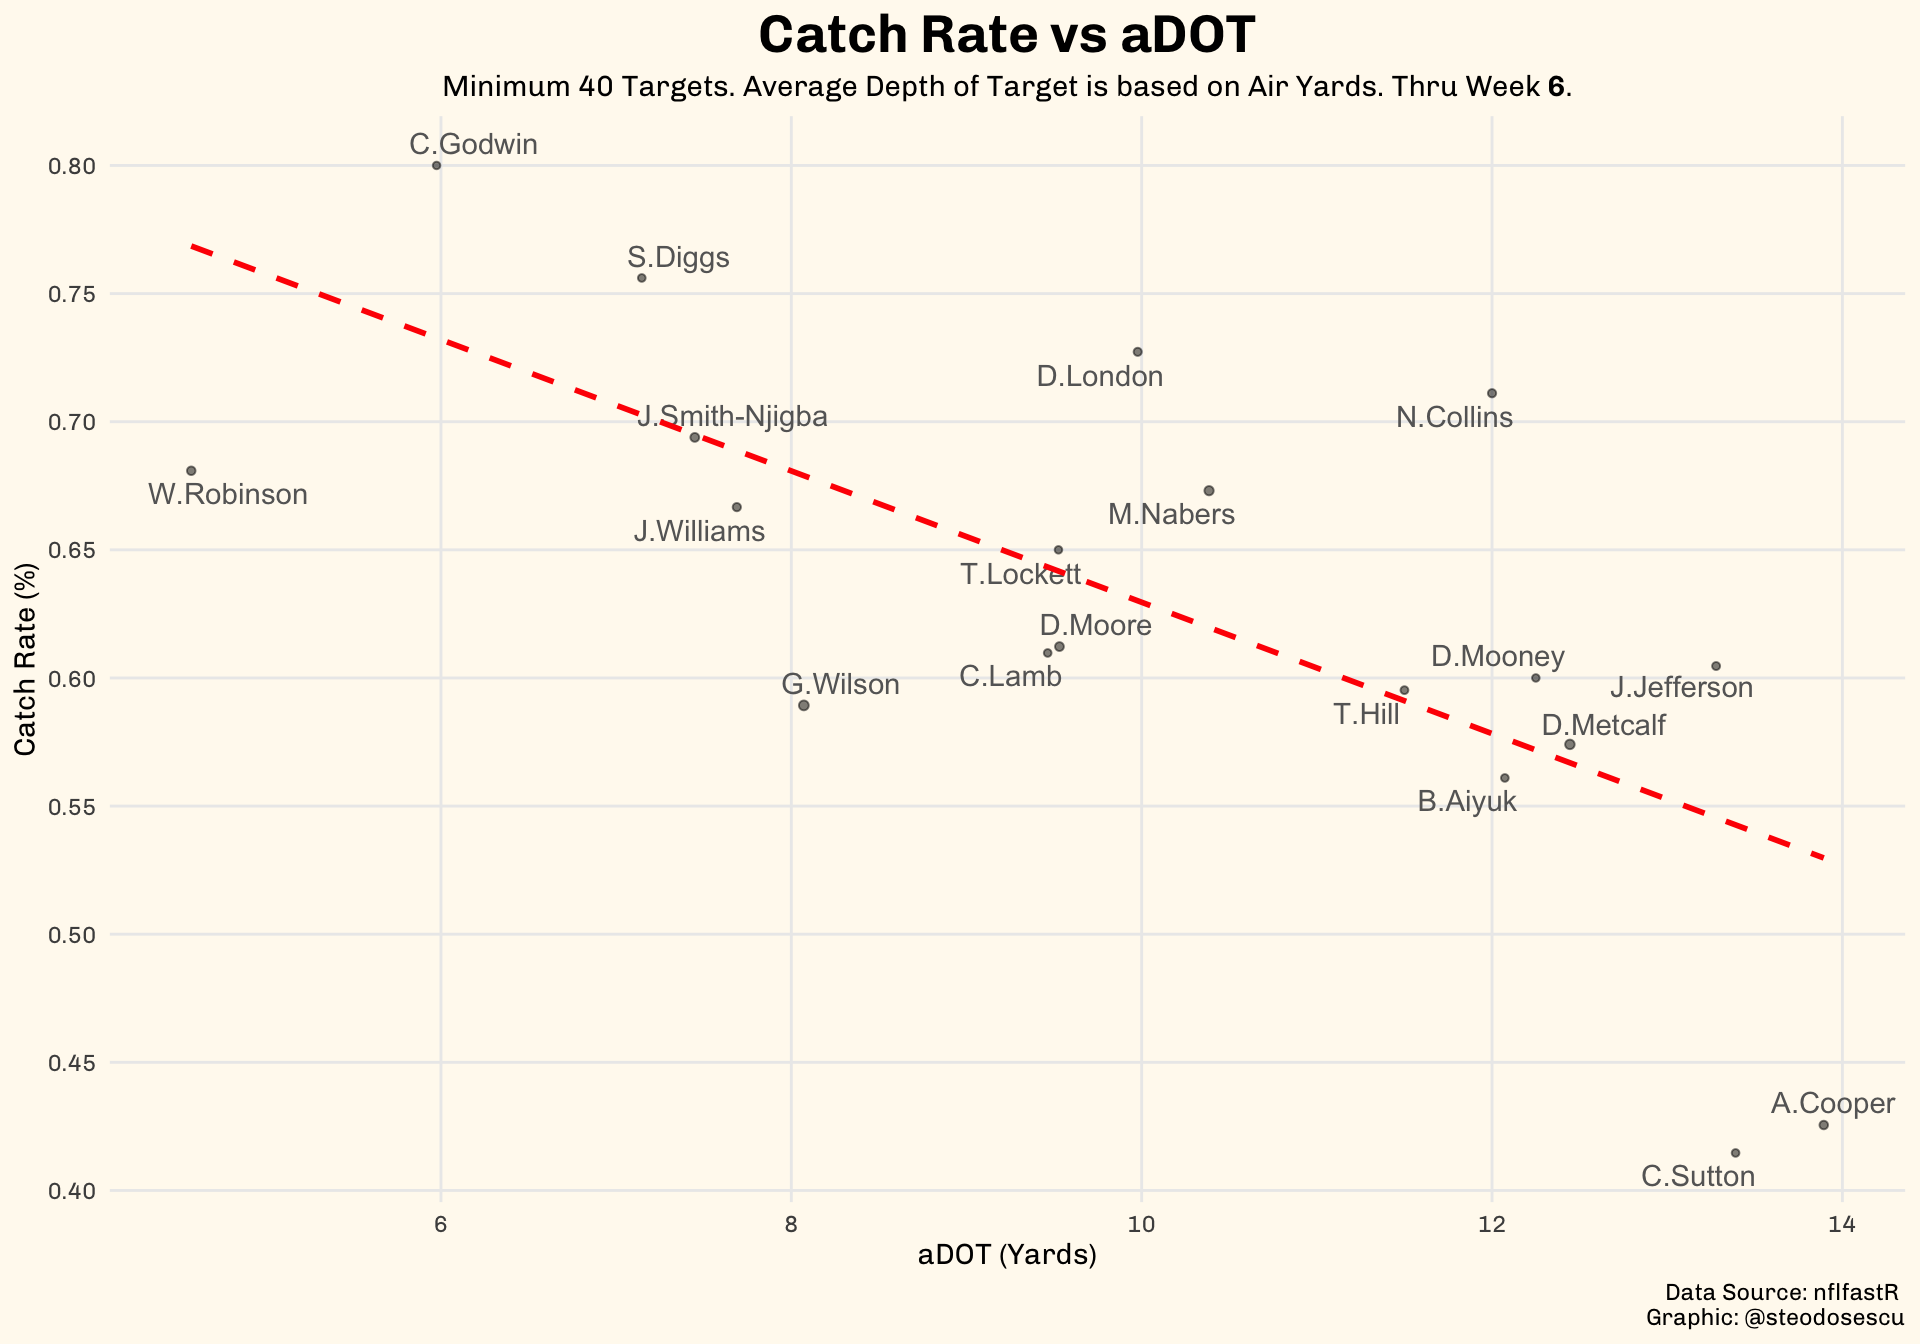 Catch Rate vs aDOT
Minimum 40 Targets. Average Depth of Target is based on Air Yards. Thru Week 6.
C.Godwin
0.80
S.Diggs
0.75
D.London
J.Smith-Njigba
N.Collins
0.70
W.Robinson
M.Nabers
J.Williams
0.65
T.Lockett
D.Moore
D.Mooney
C.Lamb
0.60
G.Wilson
J.Jefferson
T.Hill
D.Metcalf
B.Aiyuk
0.55
Catch Rate (%)
0.50
0.45
A.Cooper
C.Sutton
0.40
6 8 10 12 14
aDOT (Yards)
Data Source: nflfastR
Graphic: @steodosescu